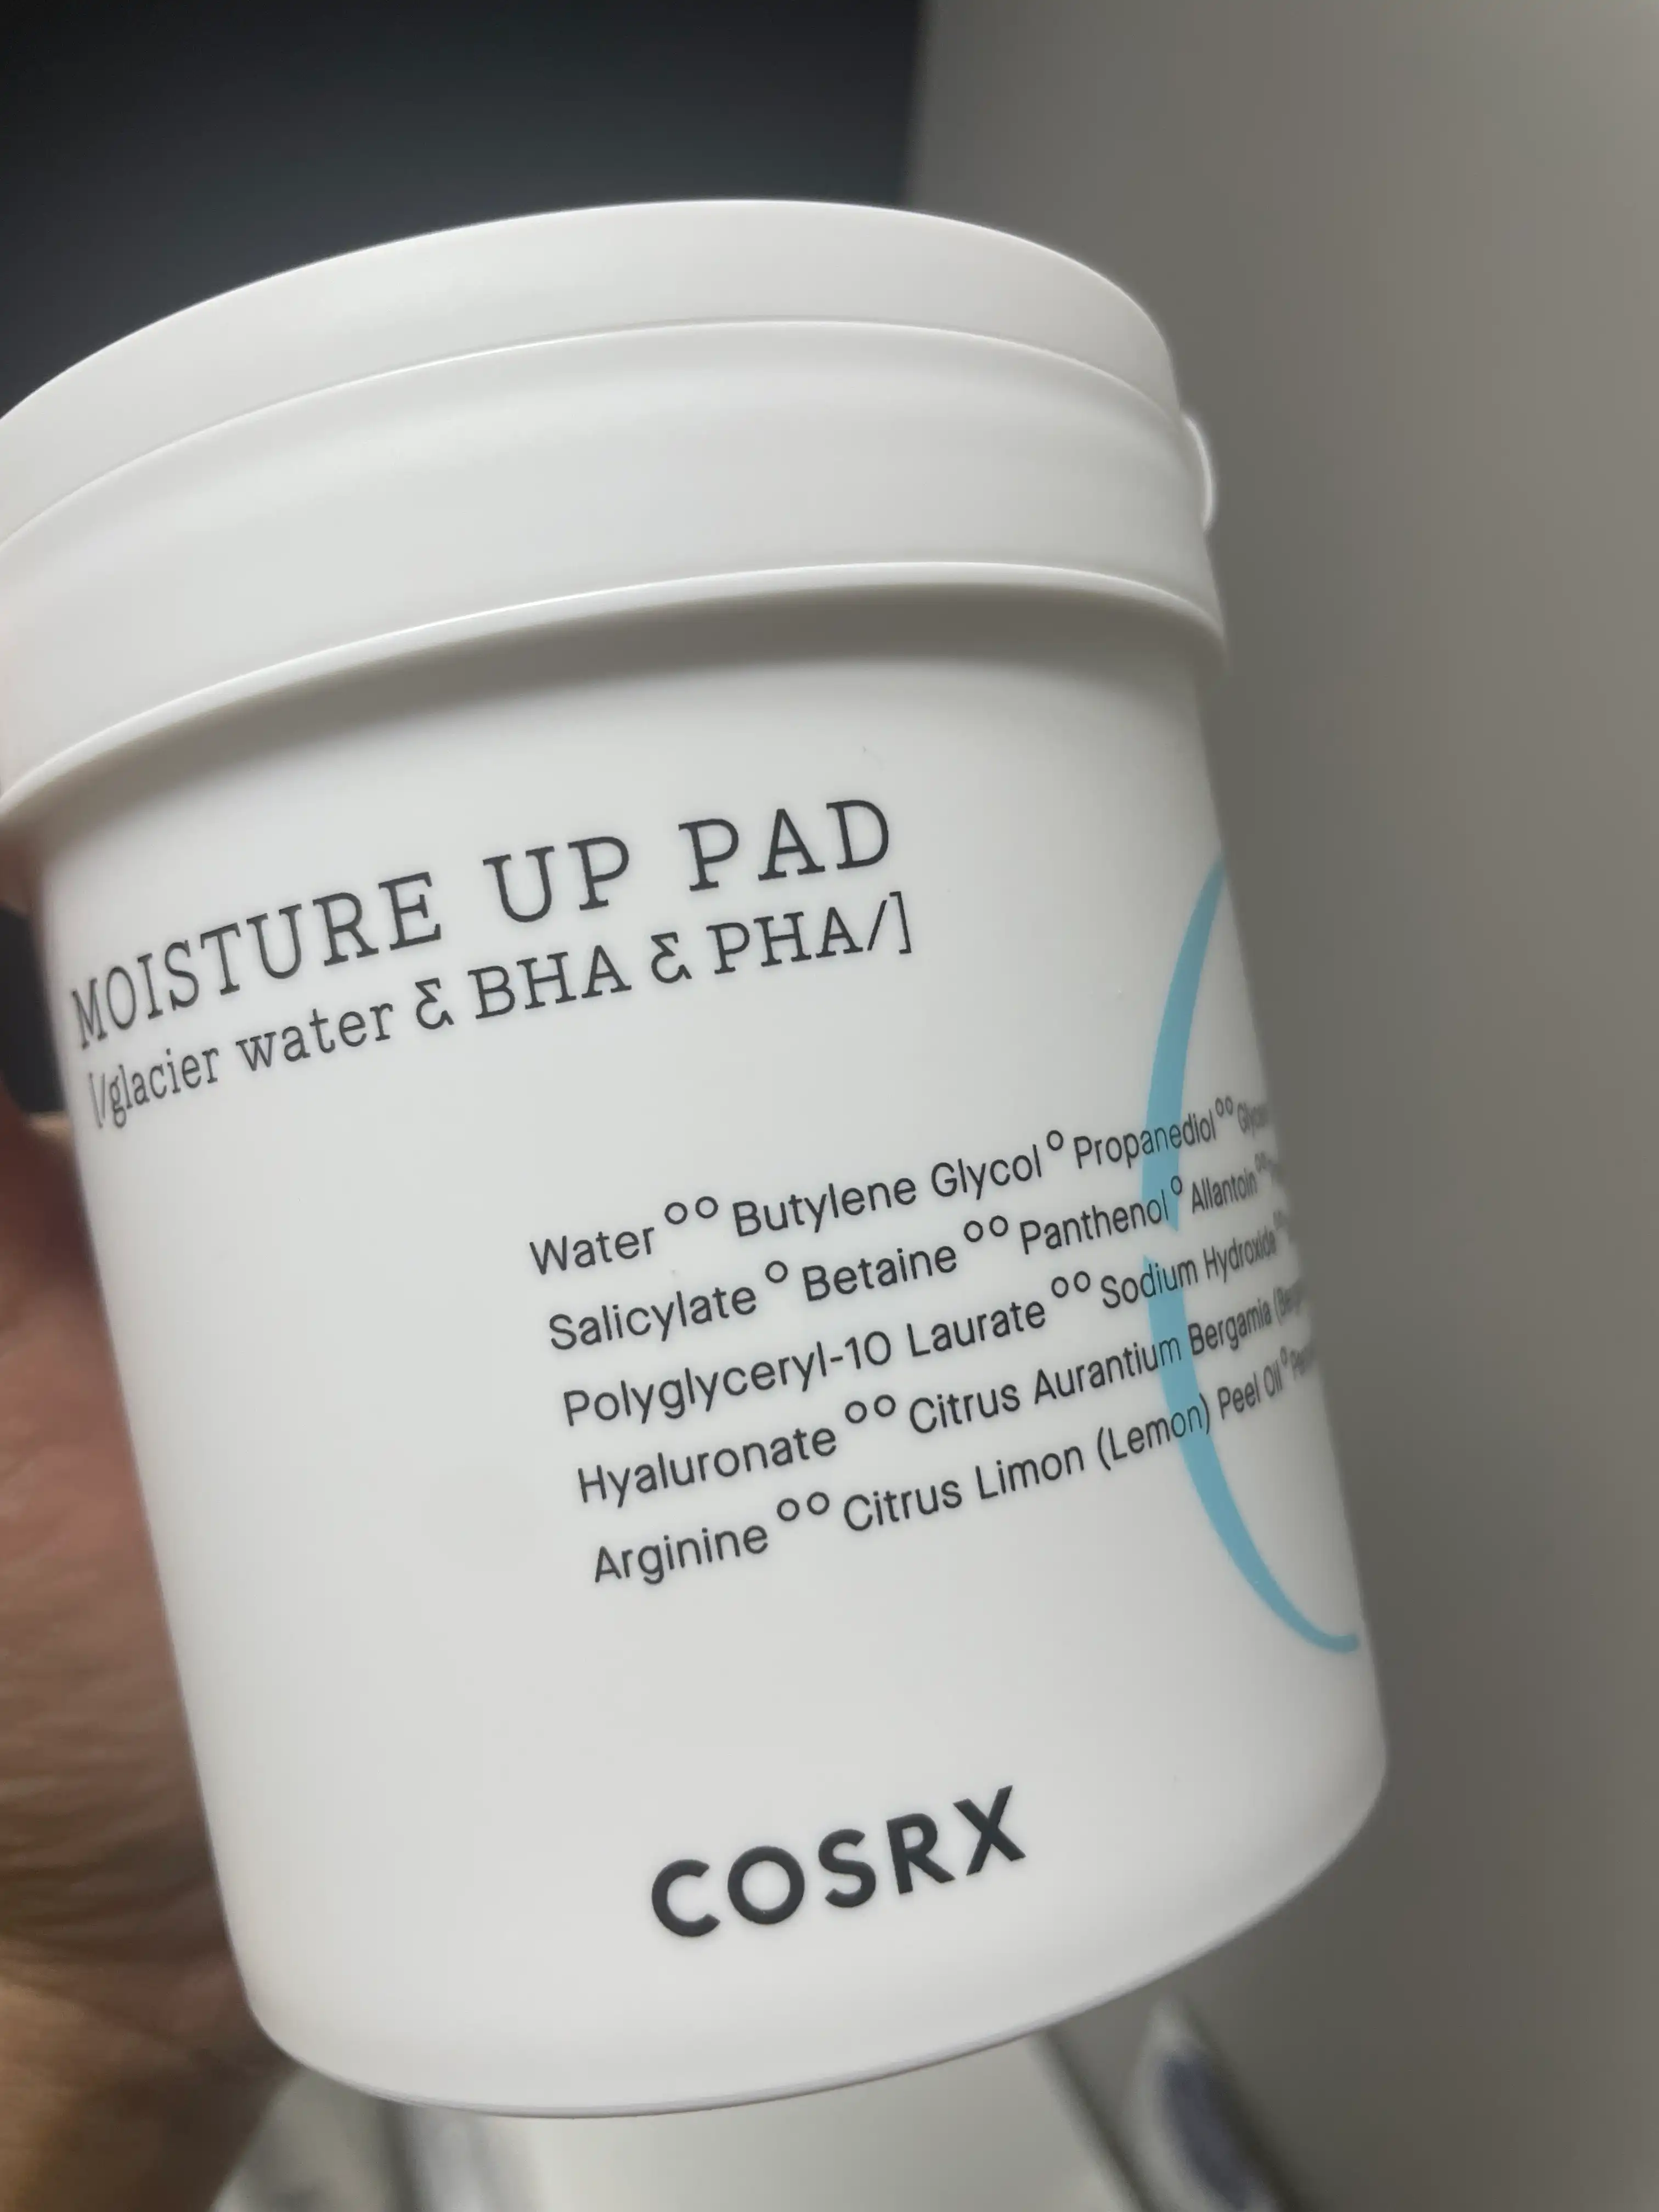 MOISTURE UP PAD
[/glacier water & BHA & PHA/]
Water °° Butylene Glycol ° Propanediol °°
Salicylate ° Betaine °° Panthenol ° Allantoin °°
Polyglyceryl-10 Laurate °° Sodium Hydroxide °°
Hyaluronate °° Citrus Aurantium Bergamia
Arginine °° Citrus Limon (Lemon) Peel Oil °
COSRX